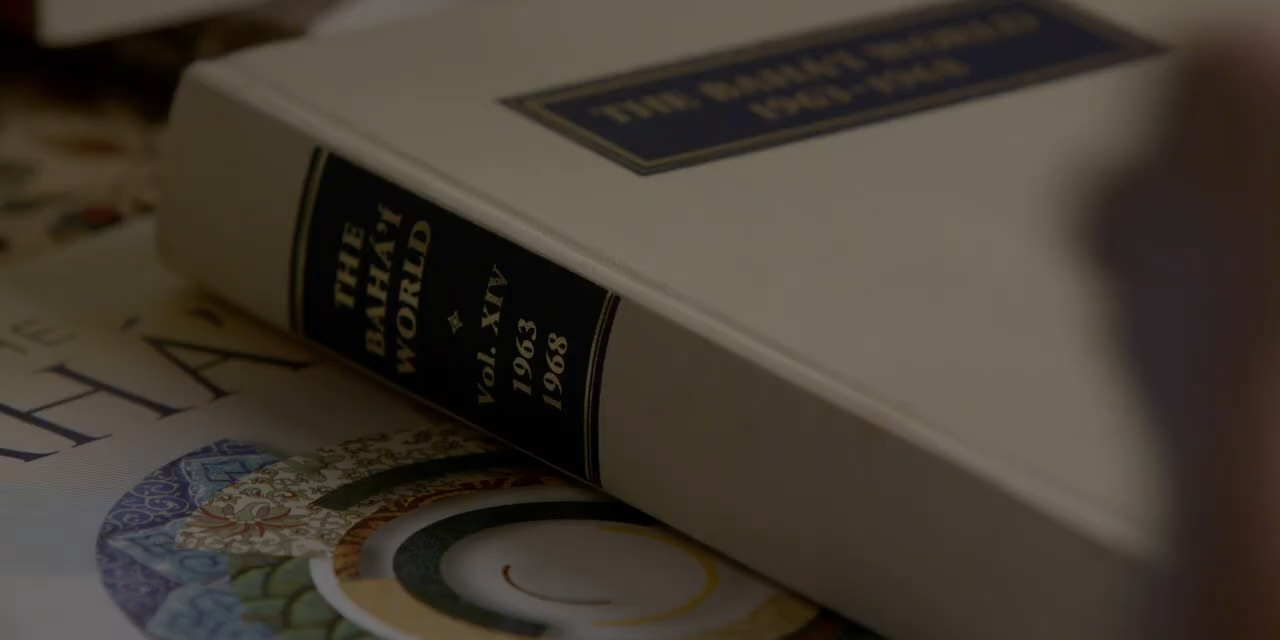 THE BAHÁ'Í WORLD
1963–1968
THE
BAHÁ'Í
WORLD
Vol. XIV
1963
1968